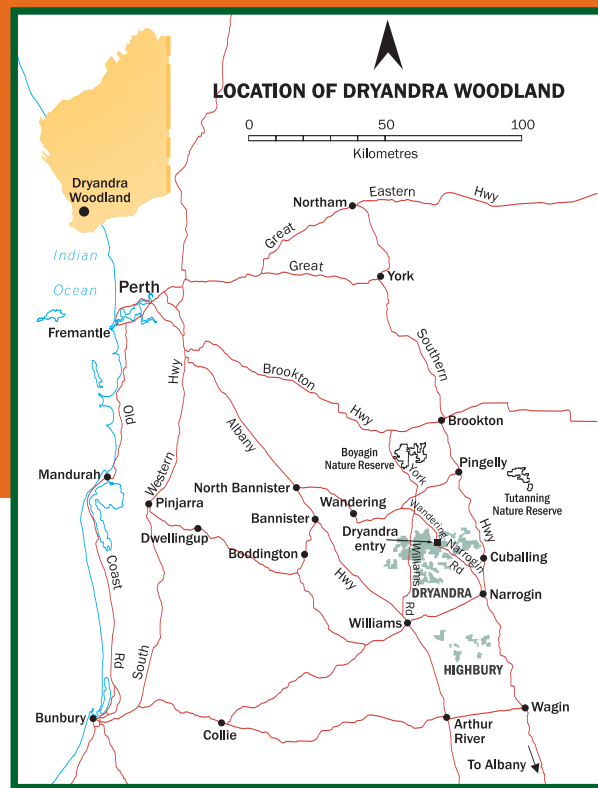 LOCATION OF DRYANDRA WOODLAND
0 50 100
Kilometres
Dryandra
Woodland
Indian
Ocean
Perth
Fremantle
Northam
Eastern
Hwy
Great
Great
York
Southern
Hwy
Old
Brookton
Hwy
Brookton
Albany
Boyagin
Nature Reserve
York
Pingelly
Tutanning
Nature Reserve
Mandurah
Western
Pinjarra
North Bannister
Wandering
Wandering
Bannister
Dwellingup
Dryandra
entry
Narrogin
Rd
Hwy
Boddington
Williams
Cuballing
Coast
Hwy
DRYANDRA
Narrogin
Rd
Williams
HIGHBURY
South
Rd
Bunbury
Collie
Arthur
River
Wagin
To Albany